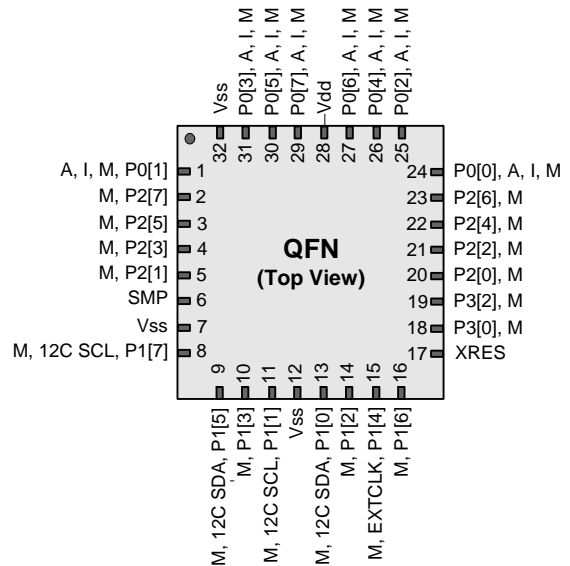 Vss
P0[3], A, I, M
P0[5], A, I, M
P0[7], A, I, M
Vdd
P0[6], A, I, M
P0[4], A, I, M
P0[2], A, I, M
32
31
30
29
28
27
26
25
A, I, M, P0[1]
1
M, P2[7]
2
M, P2[5]
3
M, P2[3]
4
M, P2[1]
5
SMP
6
Vss
7
M, 12C SCL, P1[7]
8
QFN
(Top View)
24
P0[0], A, I, M
23
P2[6], M
22
P2[4], M
21
P2[2], M
20
P2[0], M
19
P3[2], M
18
P3[0], M
17
XRES
9
10
11
12
13
14
15
16
M, 12C SDA, P1[5]
M, P1[3]
M, 12C SCL, P1[1]
Vss
M, 12C SDA, P1[0]
M, P1[2]
M, EXTCLK, P1[4]
M, P1[6]